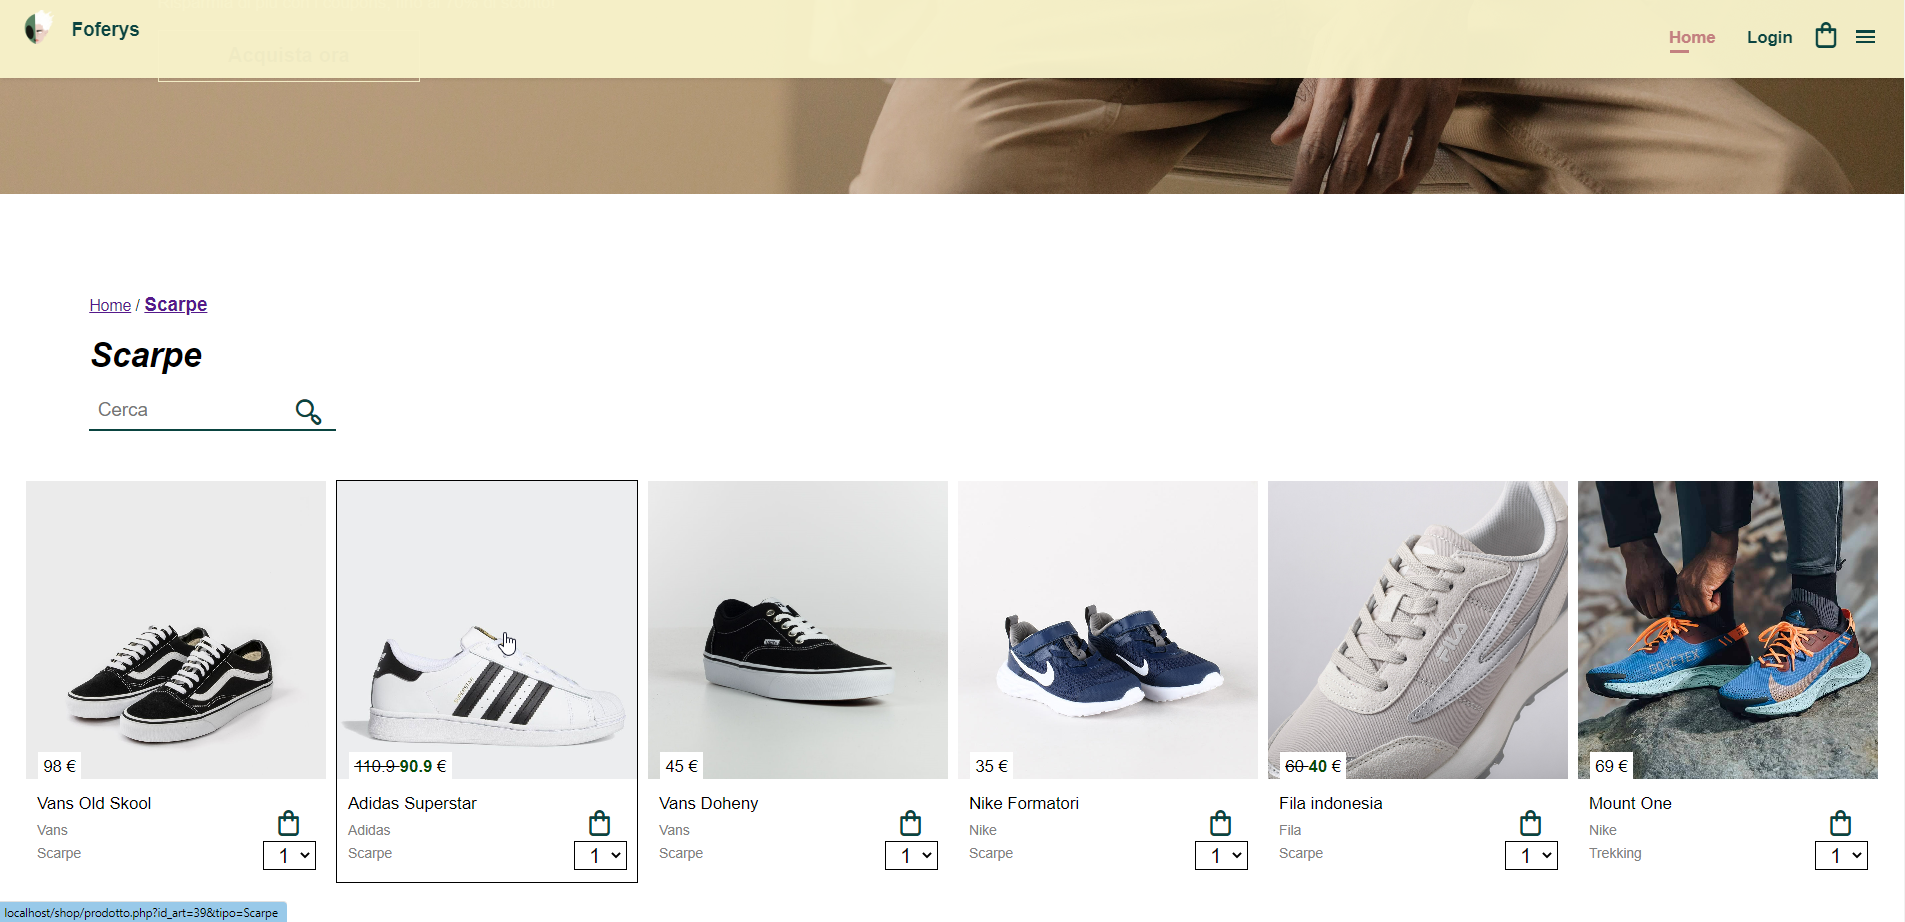 Foferys
Home
Login
Acquista ora
Home / Scarpe
Scarpe
Cerca
98 €
110.9 90.9 €
45 €
35 €
60 40 €
69 €
Vans Old Skool
Vans
Scarpe
1
Adidas Superstar
Adidas
Scarpe
1
Vans Doheny
Vans
Scarpe
1
Nike Formatori
Nike
Scarpe
1
Fila indonesia
Fila
Scarpe
1
Mount One
Nike
Trekking
1
FILA
GORE-TEX
localhost/shop/prodotto.php?id_art=39&tipo=Scarpe